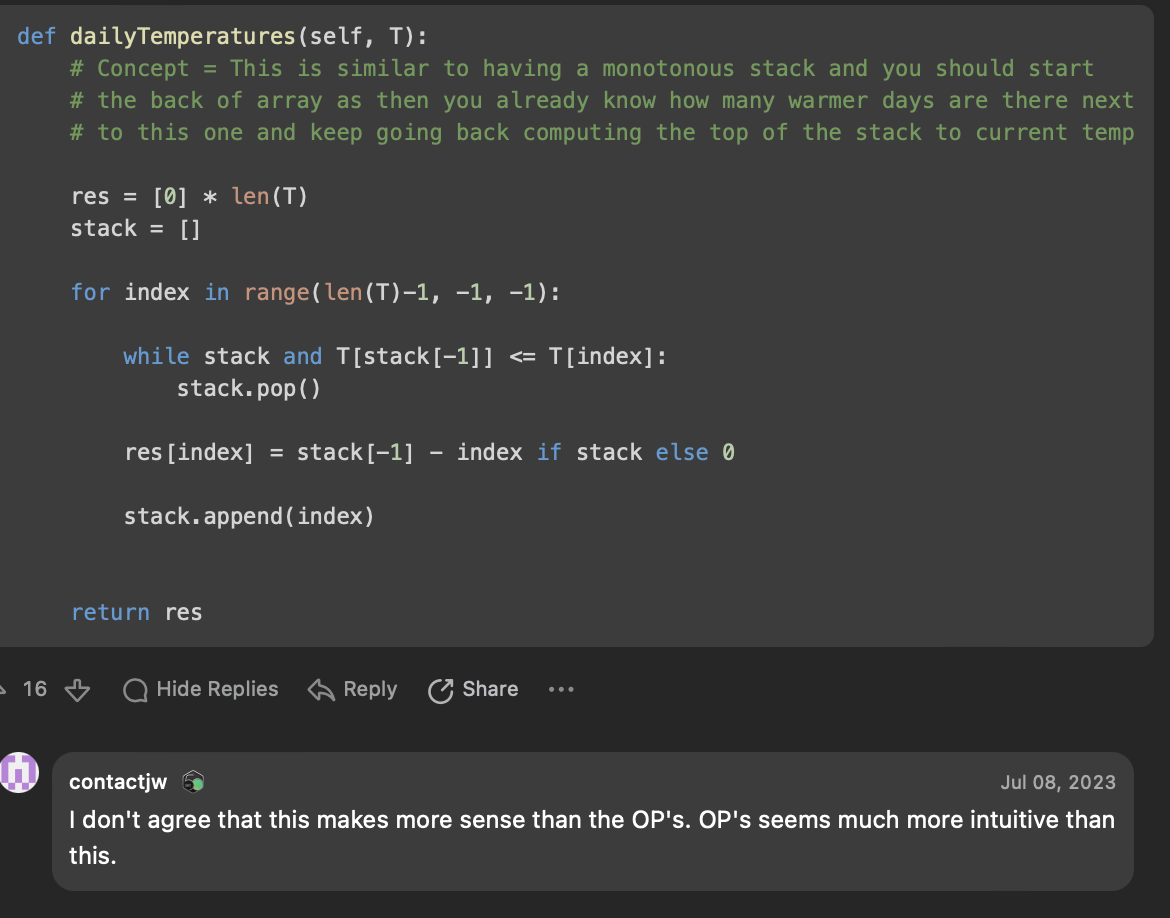 def dailyTemperatures(self, T):
    # Concept = This is similar to having a monotonous stack and you should start
    # the back of array as then you already know how many warmer days are there next
    # to this one and keep going back computing the top of the stack to current temp
    res = [0] * len(T)
    stack = []
    for index in range(len(T)-1, -1, -1):
        while stack and T[stack[-1]] <= T[index]:
            stack.pop()
        res[index] = stack[-1] - index if stack else 0
        stack.append(index)
    return res
16 Hide Replies Reply Share ...
contactjw Jul 08, 2023
I don't agree that this makes more sense than the OP's. OP's seems much more intuitive than
this.